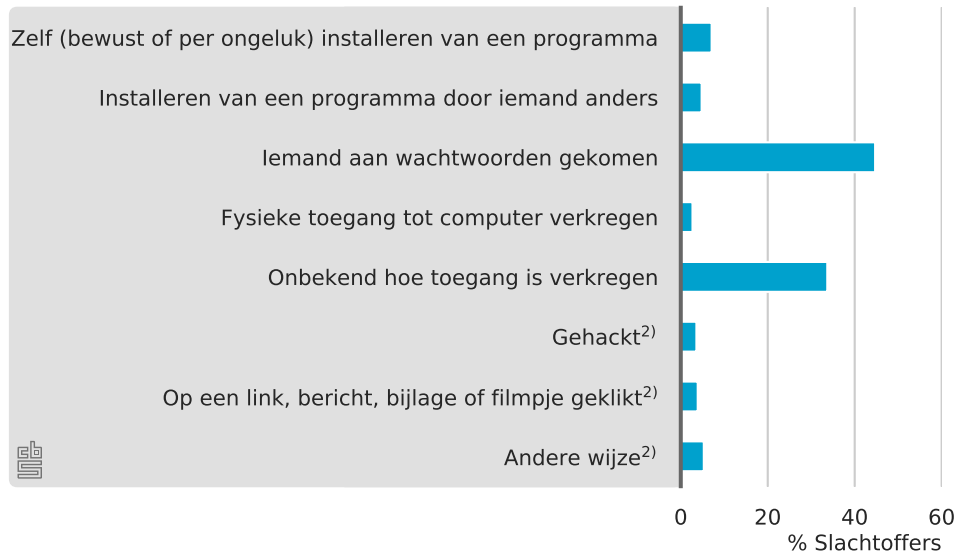 Zelf (bewust of per ongeluk) installeren van een programma
Installeren van een programma door iemand anders
Iemand aan wachtwoorden gekomen
Fysieke toegang tot computer verkregen
Onbekend hoe toegang is verkregen
Gehackt²⁾
Op een link, bericht, bijlage of filmpje geklikt²⁾
Andere wijze²⁾
cbs
0 20 40 60
% Slachtoffers